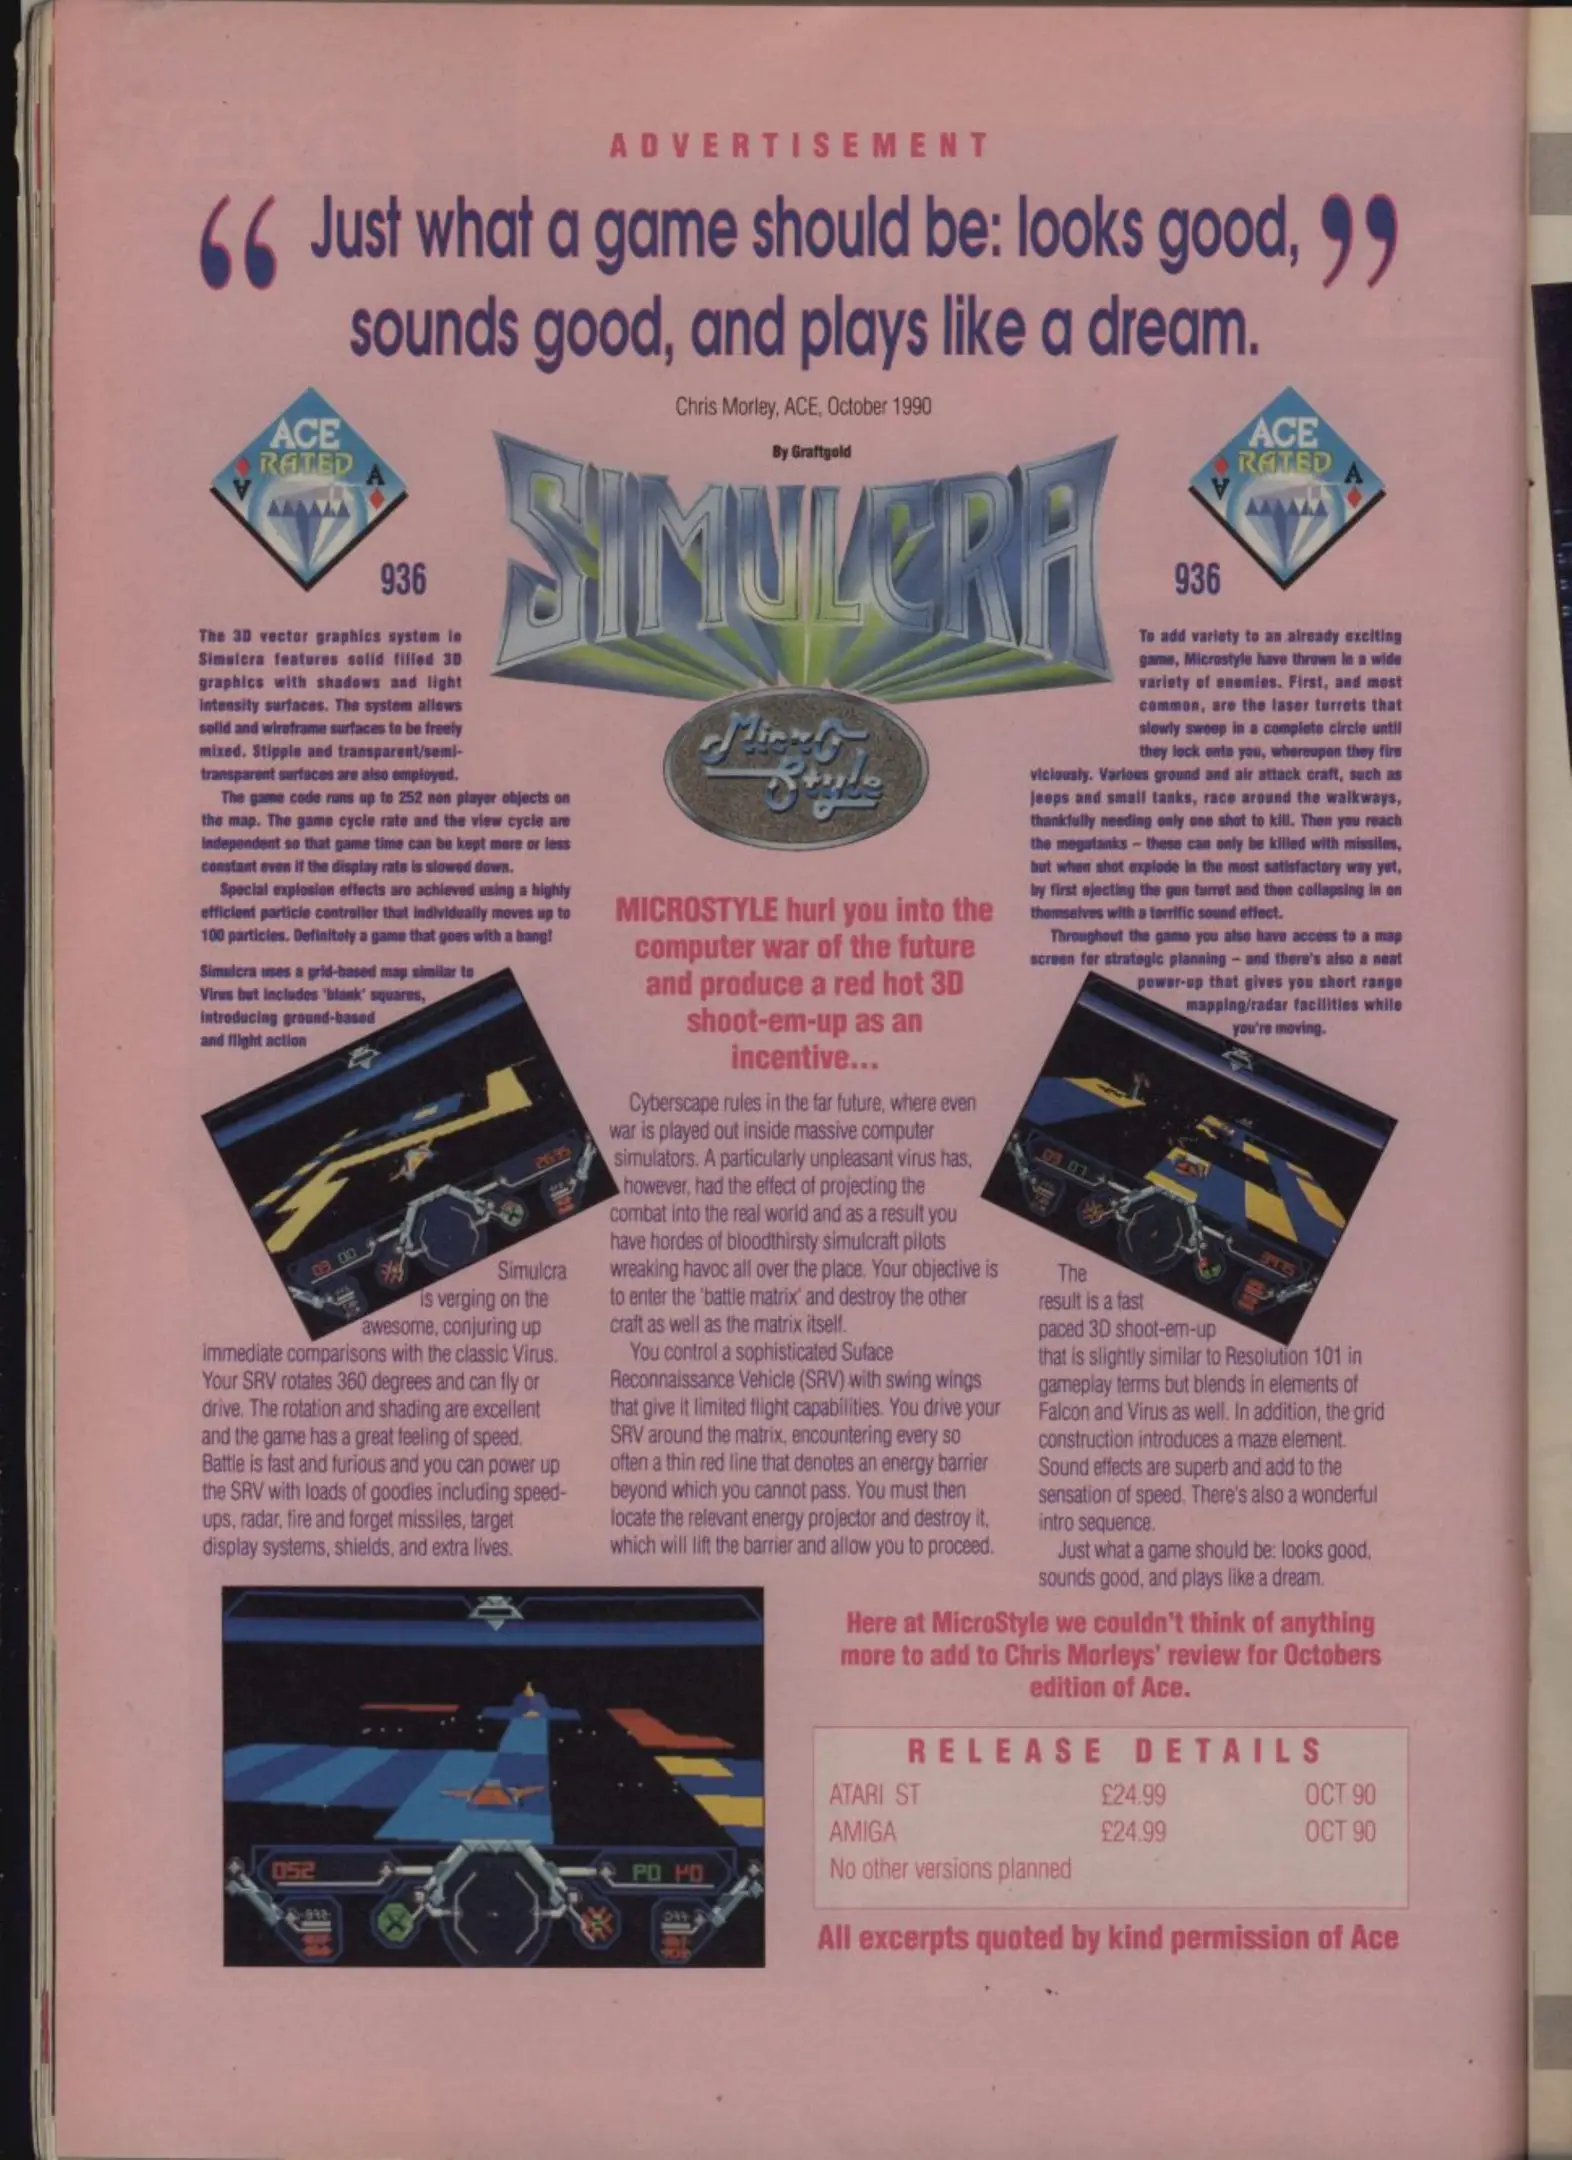 ADVERTISEMENT
“ Just what a game should be: looks good, ”
sounds good, and plays like a dream.
Chris Morley, ACE, October 1990
By Graftgold
ACE
RATED
A
A
936
SIMULCRA
Micro
Style
ACE
RATED
A
A
936
The 3D vector graphics system in
Simulcra features solid filled 3D
graphics with shadows and light
intensity surfaces. The system allows
solid and wireframe surfaces to be freely
mixed. Stipple and transparent/semi-
transparent surfaces are also employed.
The game code runs up to 252 non player objects on
the map. The game cycle rate and the view cycle are
independent so that game time can be kept more or less
constant even if the display rate is slowed down.
Special explosion effects are achieved using a highly
efficient particle controller that individually moves up to
100 particles. Definitely a game that goes with a bang!
Simulcra uses a grid-based map similar to
Virus but includes 'blank' squares,
introducing ground-based
and flight action
Simulcra
is verging on the
awesome, conjuring up
immediate comparisons with the classic Virus.
Your SRV rotates 360 degrees and can fly or
drive. The rotation and shading are excellent
and the game has a great feeling of speed.
Battle is fast and furious and you can power up
the SRV with loads of goodies including speed-
ups, radar, fire and forget missiles, target
display systems, shields, and extra lives.
MICROSTYLE hurl you into the
computer war of the future
and produce a red hot 3D
shoot-em-up as an
incentive...
Cyberscape rules in the far future, where even
war is played out inside massive computer
simulators. A particularly unpleasant virus has,
however, had the effect of projecting the
combat into the real world and as a result you
have hordes of bloodthirsty simulcraft pilots
wreaking havoc all over the place. Your objective is
to enter the 'battle matrix' and destroy the other
craft as well as the matrix itself.
You control a sophisticated Suface
Reconnaissance Vehicle (SRV) with swing wings
that give it limited flight capabilities. You drive your
SRV around the matrix, encountering every so
often a thin red line that denotes an energy barrier
beyond which you cannot pass. You must then
locate the relevant energy projector and destroy it,
which will lift the barrier and allow you to proceed.
To add variety to an already exciting
game, Microstyle have thrown in a wide
variety of enemies. First, and most
common, are the laser turrets that
slowly sweep in a complete circle until
they lock onto you, whereupon they fire
viciously. Various ground and air attack craft, such as
jeeps and small tanks, race around the walkways,
thankfully needing only one shot to kill. Then you reach
the megatanks – these can only be killed with missiles,
but when shot explode in the most satisfactory way yet,
by first ejecting the gun turret and then collapsing in on
themselves with a terrific sound effect.
Throughout the game you also have access to a map
screen for strategic planning – and there's also a neat
power-up that gives you short range
mapping/radar facilities while
you're moving.
The
result is a fast
paced 3D shoot-em-up
that is slightly similar to Resolution 101 in
gameplay terms but blends in elements of
Falcon and Virus as well. In addition, the grid
construction introduces a maze element.
Sound effects are superb and add to the
sensation of speed. There's also a wonderful
intro sequence.
Just what a game should be: looks good,
sounds good, and plays like a dream.
052
Here at MicroStyle we couldn't think of anything
more to add to Chris Morleys' review for Octobers
edition of Ace.
RELEASE DETAILS
ATARI ST £24.99 OCT 90
AMIGA £24.99 OCT 90
No other versions planned
All excerpts quoted by kind permission of Ace